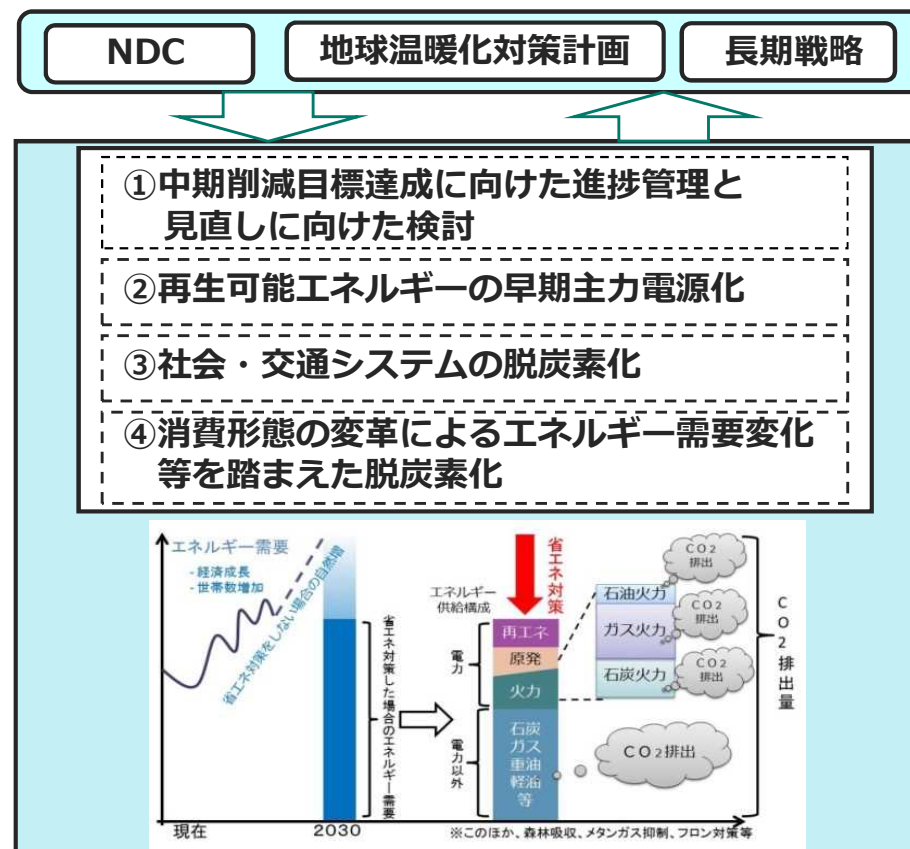 NDC
地球温暖化対策計画
長期戦略
①中期削減目標達成に向けた進捗管理と
見直しに向けた検討
②再生可能エネルギーの早期主力電源化
③社会・交通システムの脱炭素化
④消費形態の変革によるエネルギー需要変化
等を踏まえた脱炭素化
エネルギー需要
- 経済成長
- 世帯数増加
省エネ対策をしない場合の自然増
省エネ対策した場合のエネルギー需要
現在
2030
エネルギー
供給構成
省エネ対策
電力
電力以外
再エネ
原発
火力
石炭
ガス
重油
軽油
等
石油火力
ガス火力
石炭火力
CO2
排出
CO2
排出
CO2
排出
CO2排出
CO2排出量
※このほか、森林吸収、メタンガス抑制、フロン対策等